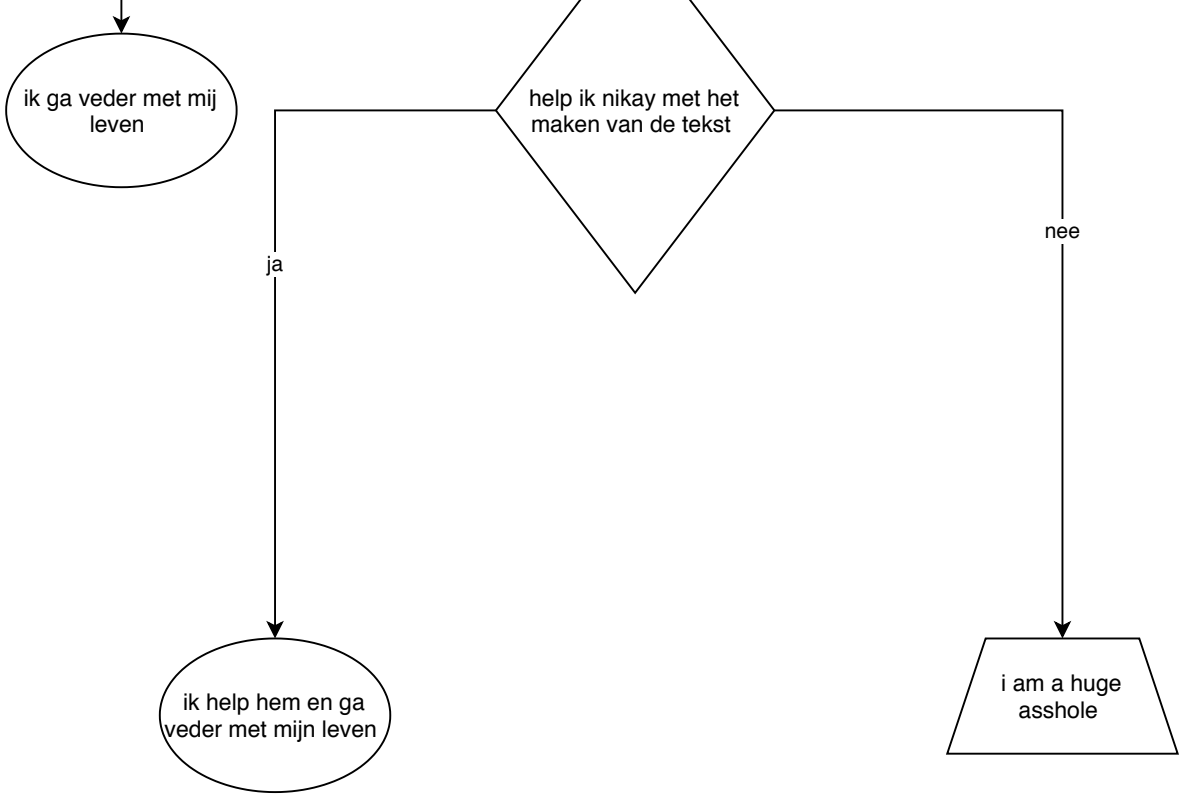 ik ga veder met mij
leven
help ik nikay met het
maken van de tekst
nee
ja
ik help hem en ga
veder met mijn leven
i am a huge
asshole